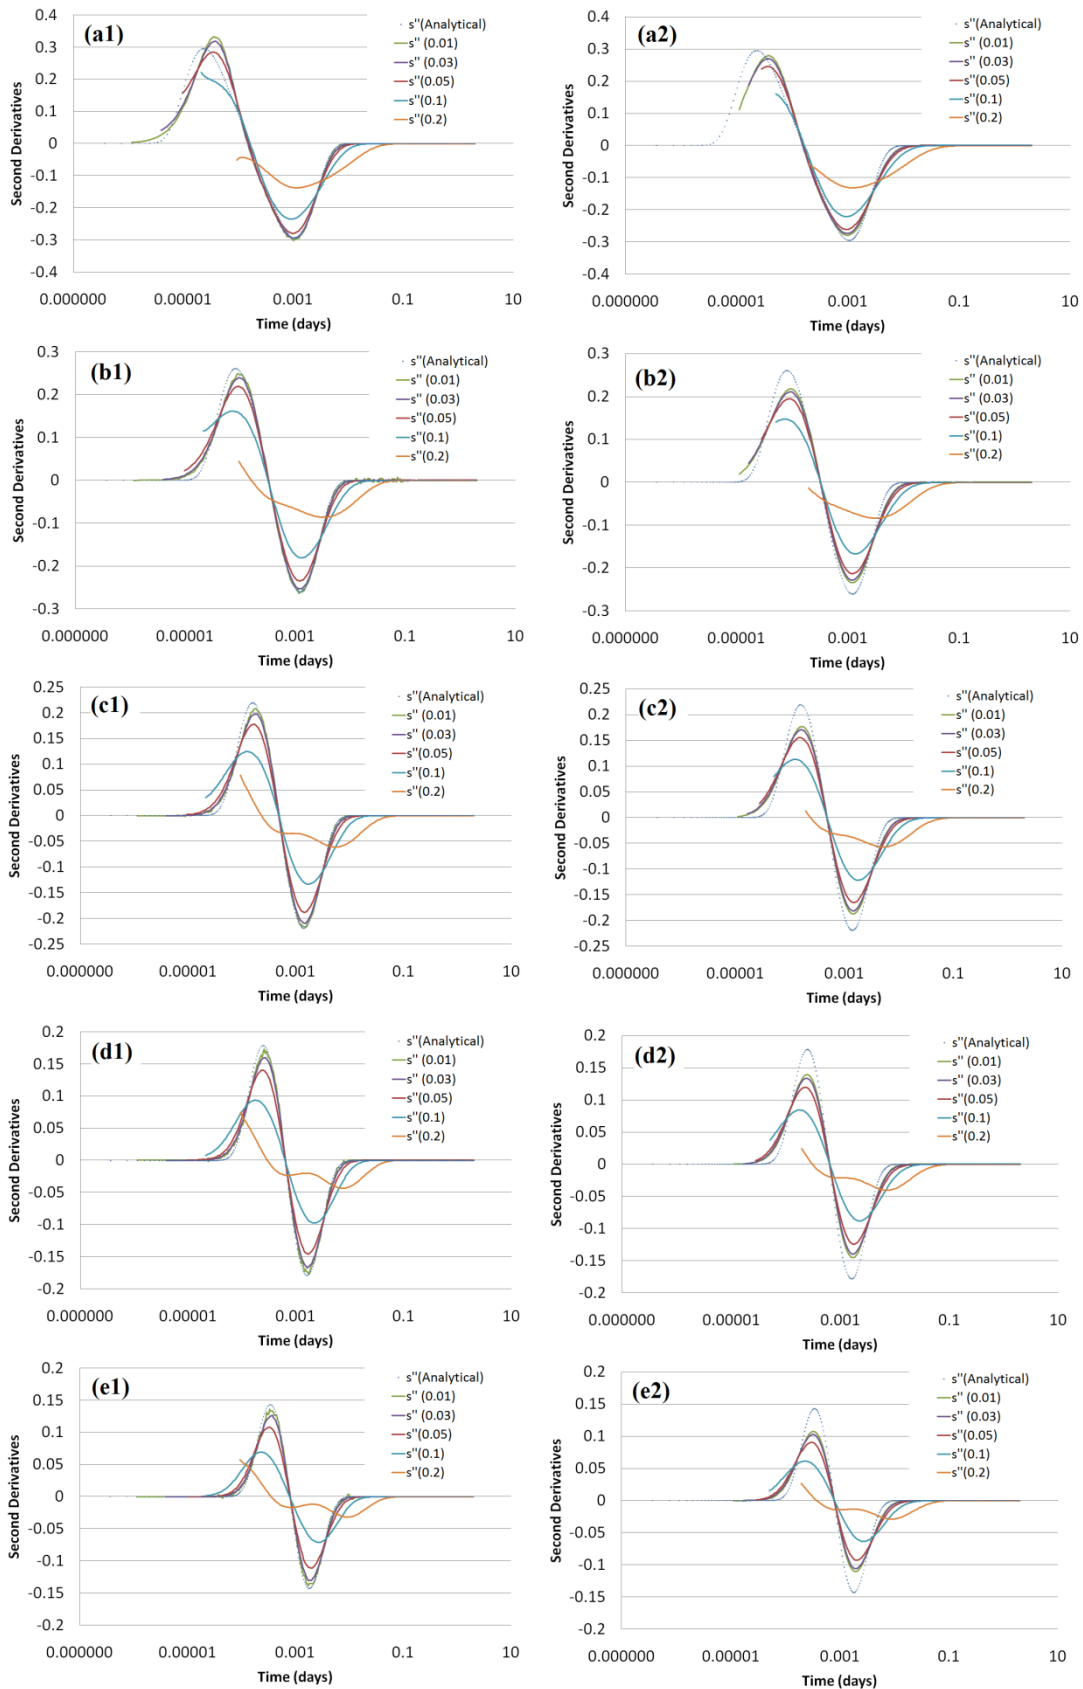 (a1)
s''(Analytical)
s'' (0.01)
s'' (0.03)
s''(0.05)
s''(0.1)
s''(0.2)
0.4
0.3
0.2
0.1
0
-0.1
-0.2
-0.3
-0.4
Second Derivatives
0.000000
0.00001
0.001
0.1
10
Time (days)
(a2)
s''(Analytical)
s'' (0.01)
s'' (0.03)
s''(0.05)
s''(0.1)
s''(0.2)
0.4
0.3
0.2
0.1
0
-0.1
-0.2
-0.3
-0.4
Second Derivatives
0.000000
0.00001
0.001
0.1
10
Time (days)
(b1)
s''(Analytical)
s'' (0.01)
s'' (0.03)
s''(0.05)
s''(0.1)
s''(0.2)
0.3
0.2
0.1
0
-0.1
-0.2
-0.3
Second Derivatives
0.000000
0.00001
0.001
0.1
10
Time (days)
(b2)
s''(Analytical)
s'' (0.01)
s'' (0.03)
s''(0.05)
s''(0.1)
s''(0.2)
0.3
0.2
0.1
0
-0.1
-0.2
-0.3
Second Derivatives
0.000000
0.00001
0.001
0.1
10
Time (days)
(c1)
s''(Analytical)
s'' (0.01)
s'' (0.03)
s''(0.05)
s''(0.1)
s''(0.2)
0.25
0.2
0.15
0.1
0.05
0
-0.05
-0.1
-0.15
-0.2
-0.25
Second Derivatives
0.000000
0.00001
0.001
0.1
10
Time (days)
(c2)
s''(Analytical)
s'' (0.01)
s'' (0.03)
s''(0.05)
s''(0.1)
s''(0.2)
0.25
0.2
0.15
0.1
0.05
0
-0.05
-0.1
-0.15
-0.2
-0.25
Second Derivatives
0.000000
0.00001
0.001
0.1
10
Time (days)
(d1)
s''(Analytical)
s'' (0.01)
s'' (0.03)
s''(0.05)
s''(0.1)
s''(0.2)
0.2
0.15
0.1
0.05
0
-0.05
-0.1
-0.15
-0.2
Second Derivatives
0.000000
0.00001
0.001
0.1
10
Time (days)
(d2)
s''(Analytical)
s'' (0.01)
s'' (0.03)
s''(0.05)
s''(0.1)
s''(0.2)
0.2
0.15
0.1
0.05
0
-0.05
-0.1
-0.15
-0.2
Second Derivatives
0.000000
0.00001
0.001
0.1
10
Time (days)
(e1)
s''(Analytical)
s'' (0.01)
s'' (0.03)
s''(0.05)
s''(0.1)
s''(0.2)
0.2
0.15
0.1
0.05
0
-0.05
-0.1
-0.15
-0.2
Second Derivatives
0.000000
0.00001
0.001
0.1
10
Time (days)
(e2)
s''(Analytical)
s'' (0.01)
s'' (0.03)
s''(0.05)
s''(0.1)
s''(0.2)
0.2
0.15
0.1
0.05
0
-0.05
-0.1
-0.15
-0.2
Second Derivatives
0.000000
0.00001
0.001
0.1
10
Time (days)